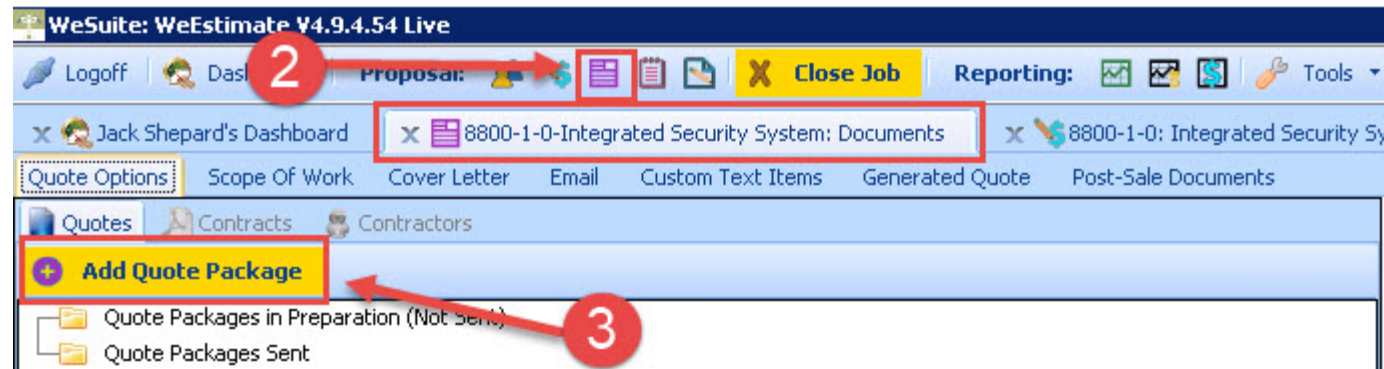 WeSuite: WeEstimate V4.9.4.54 Live
Logoff Das 2 Proposal: Close Job Reporting: Tools
Jack Shepard's Dashboard 8800-1-0-Integrated Security System: Documents 8800-1-0: Integrated Security Sy
Quote Options Scope Of Work Cover Letter Email Custom Text Items Generated Quote Post-Sale Documents
Quotes Contracts Contractors
Add Quote Package
Quote Packages in Preparation (Not Sent)
3
Quote Packages Sent